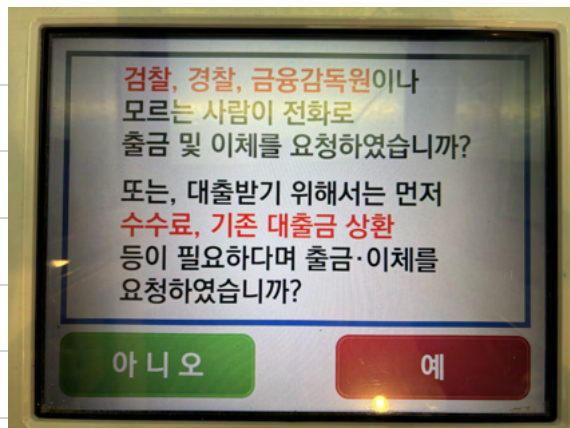 검찰, 경찰, 금융감독원이나
모르는 사람이 전화로
출금 및 이체를 요청하였습니까?
또는, 대출받기 위해서는 먼저
수수료, 기존 대출금 상환
등이 필요하다며 출금·이체를
요청하였습니까?
아니오
예